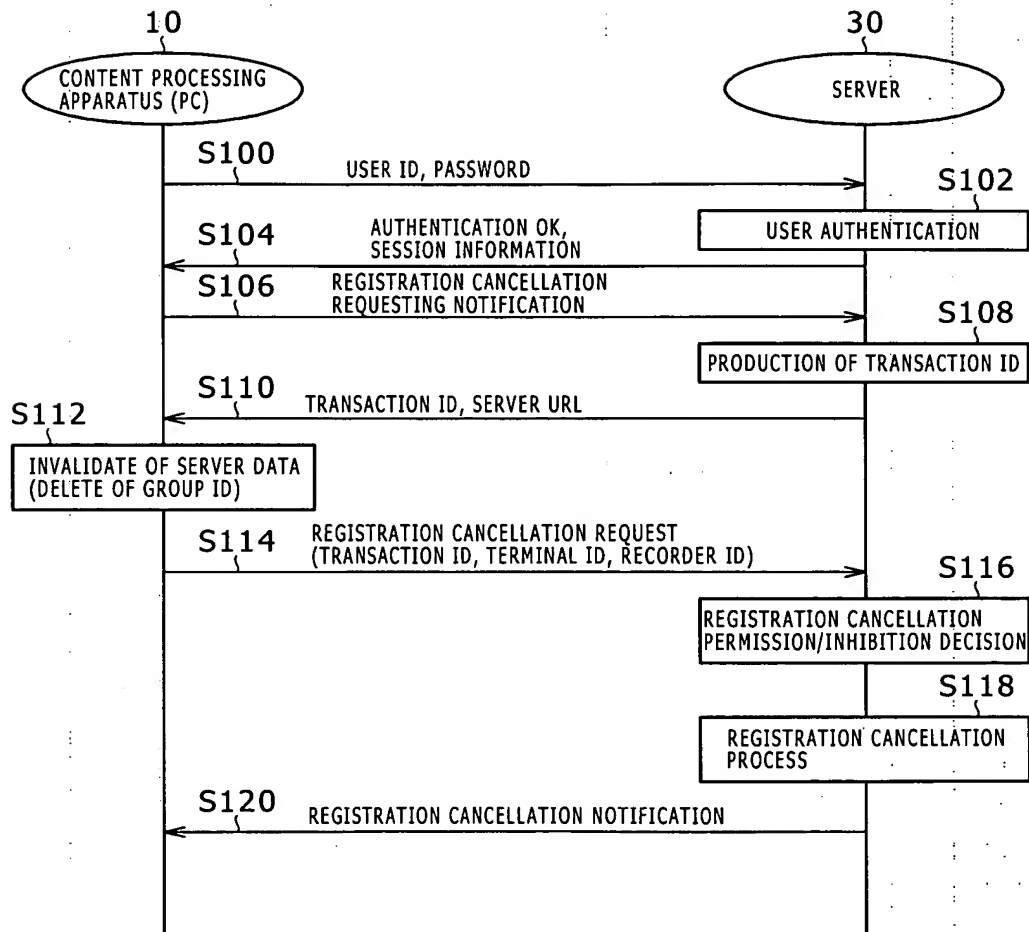 10
30
CONTENT PROCESSING
APPARATUS (PC)
SERVER
S100
USER ID, PASSWORD
S102
USER AUTHENTICATION
S104
AUTHENTICATION OK,
SESSION INFORMATION
S106
REGISTRATION CANCELLATION
REQUESTING NOTIFICATION
S108
PRODUCTION OF TRANSACTION ID
S110
TRANSACTION ID, SERVER URL
S112
INVALIDATE OF SERVER DATA
(DELETE OF GROUP ID)
S114
REGISTRATION CANCELLATION REQUEST
(TRANSACTION ID, TERMINAL ID, RECORDER ID)
S116
REGISTRATION CANCELLATION
PERMISSION/INHIBITION DECISION
S118
REGISTRATION CANCELLATION
PROCESS
S120
REGISTRATION CANCELLATION NOTIFICATION